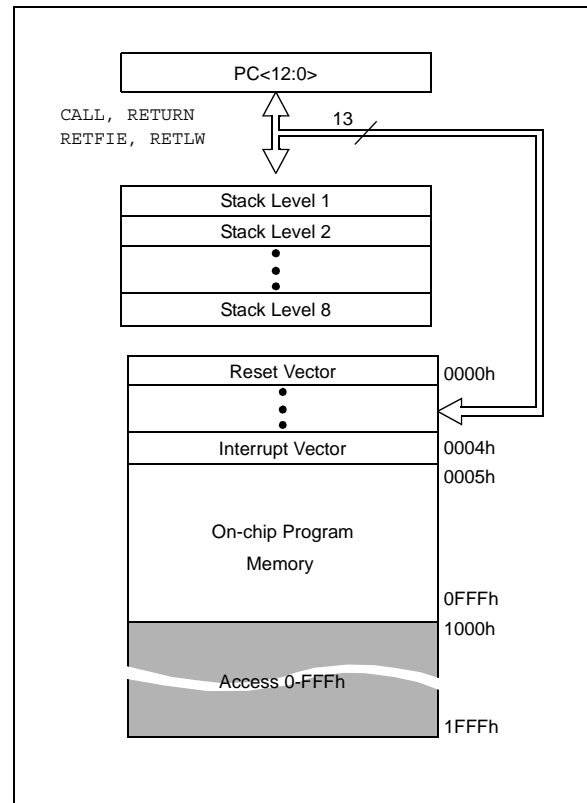 PC<12:0>
CALL, RETURN
RETFIE, RETLW
13
Stack Level 1
Stack Level 2
Stack Level 8
Reset Vector
0000h
Interrupt Vector
0004h
0005h
On-chip Program
Memory
0FFFh
1000h
Access 0-FFFh
1FFFh